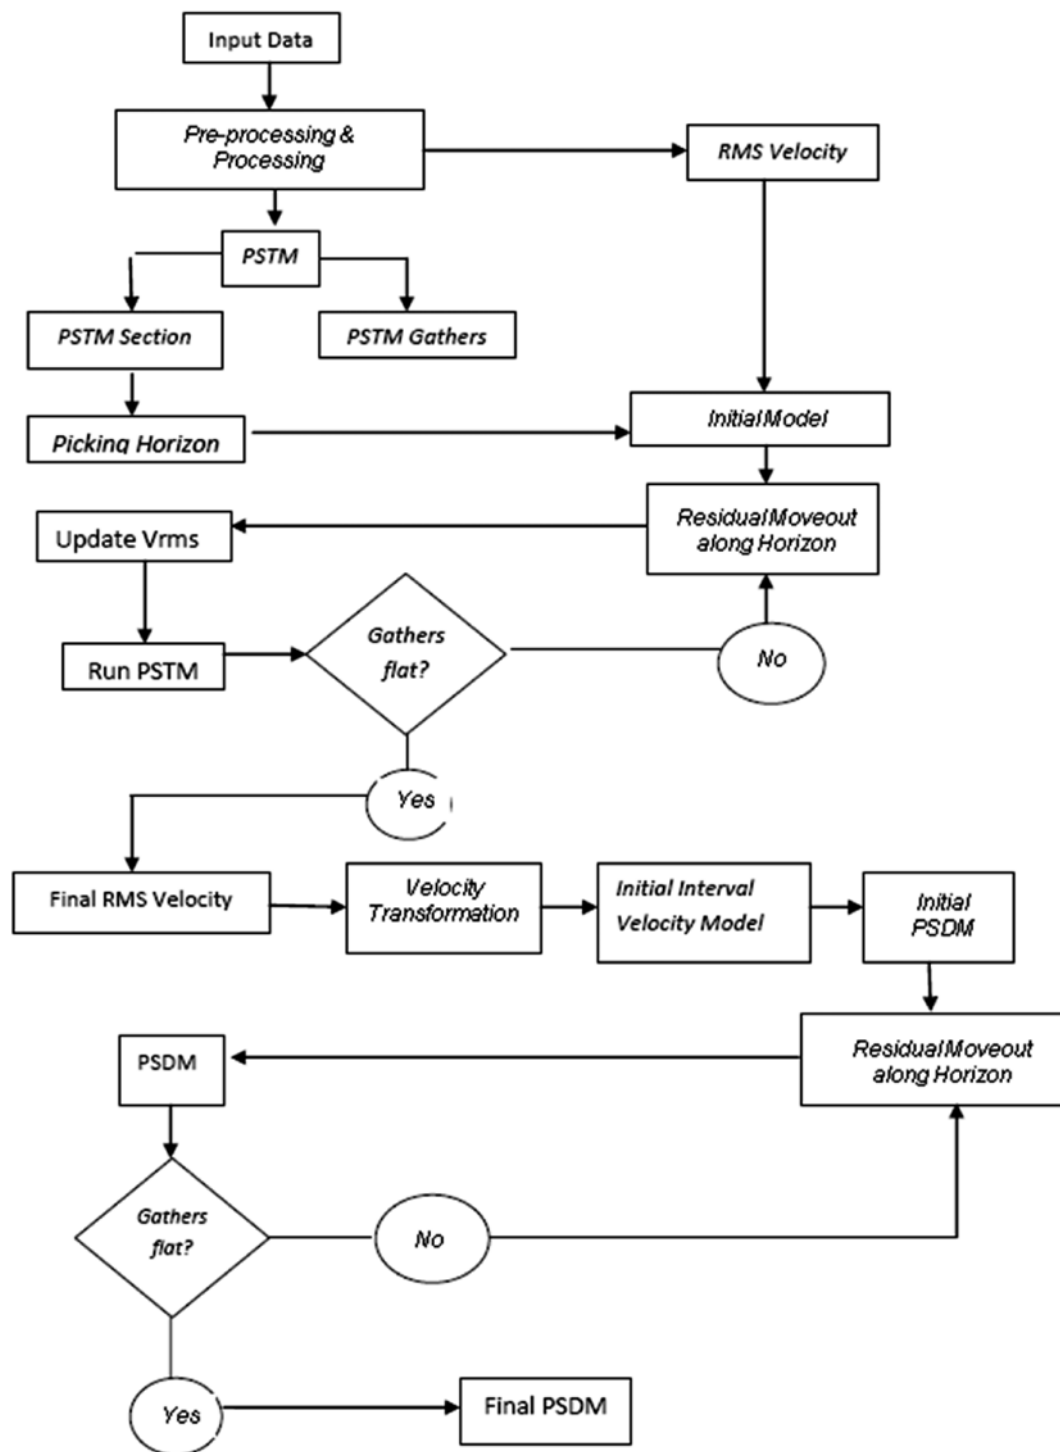 Input Data
Pre-processing &
Processing
RMS Velocity
PSTM
PSTM Section
PSTM Gathers
Picking Horizon
Initial Model
Residual Moveout
along Horizon
Update Vrms
Gathers
flat?
No
Run PSTM
Yes
Final RMS Velocity
Velocity
Transformation
Initial Interval
Velocity Model
Initial
PSDM
Residual Moveout
along Horizon
PSDM
Gathers
flat?
No
Yes
Final PSDM